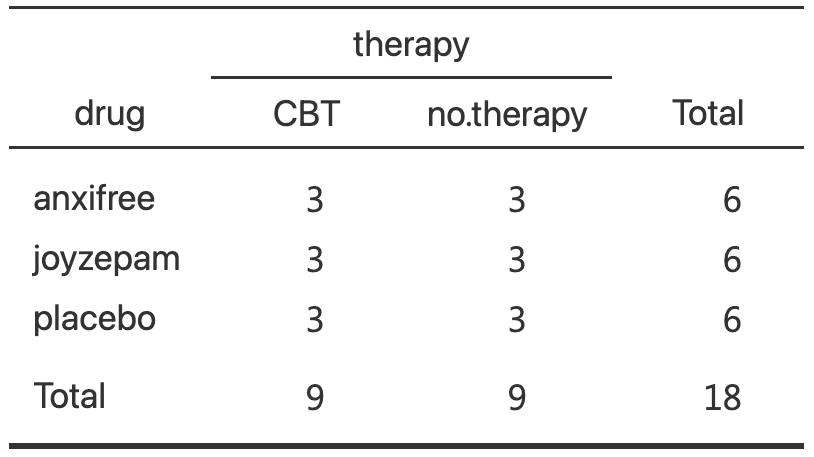 therapy
drug CBT no.therapy Total
anxifree 3 3 6
joyzepam 3 3 6
placebo 3 3 6
Total 9 9 18